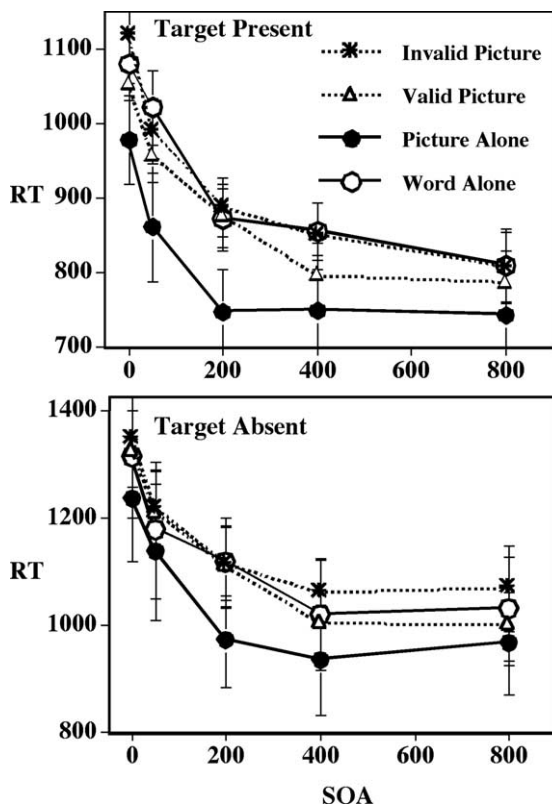 Target Present
Invalid Picture
Valid Picture
Picture Alone
Word Alone
RT
1100
1000
900
800
700
0 200 400 600 800
Target Absent
RT
1400
1200
1000
800
0 200 400 600 800
SOA